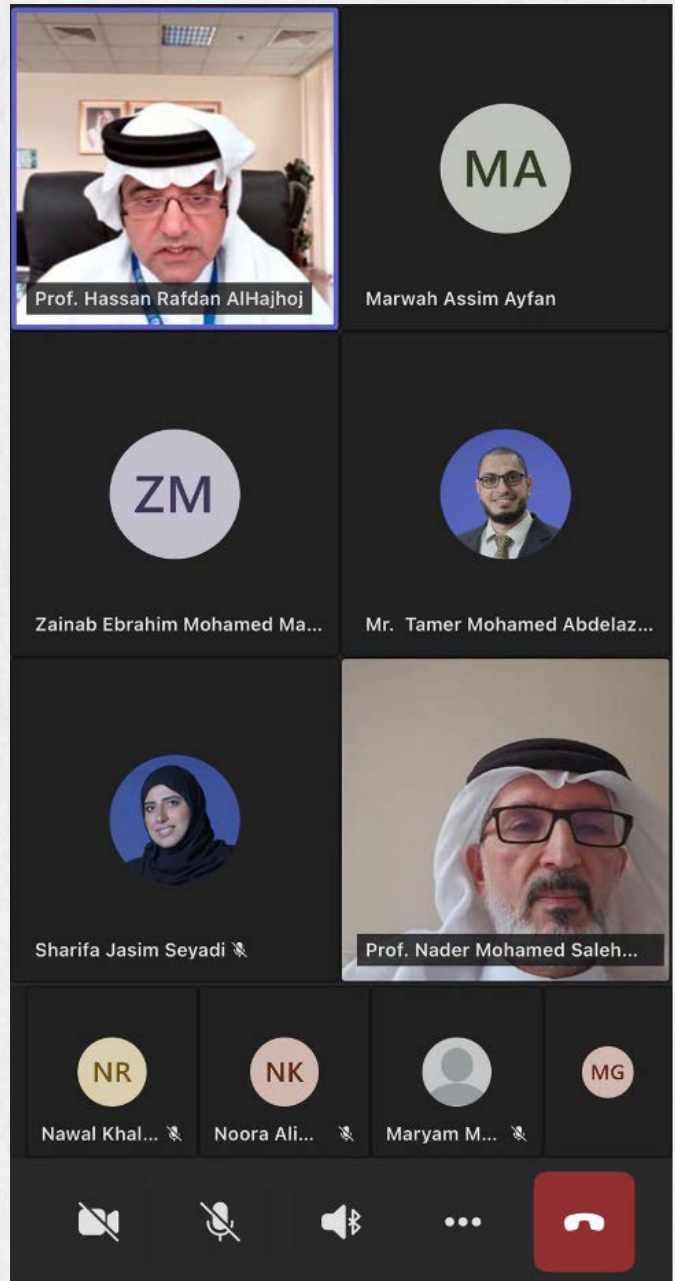 MA
Prof. Hassan Rafdan AlHajhoj
Marwah Assim Ayfan
ZM
Zainab Ebrahim Mohamed Ma...
Mr. Tamer Mohamed Abdelaz...
Sharifa Jasim Seyadi
Prof. Nader Mohamed Saleh...
NR
NK
MG
Nawal Khal...
Noora Ali...
Maryam M...